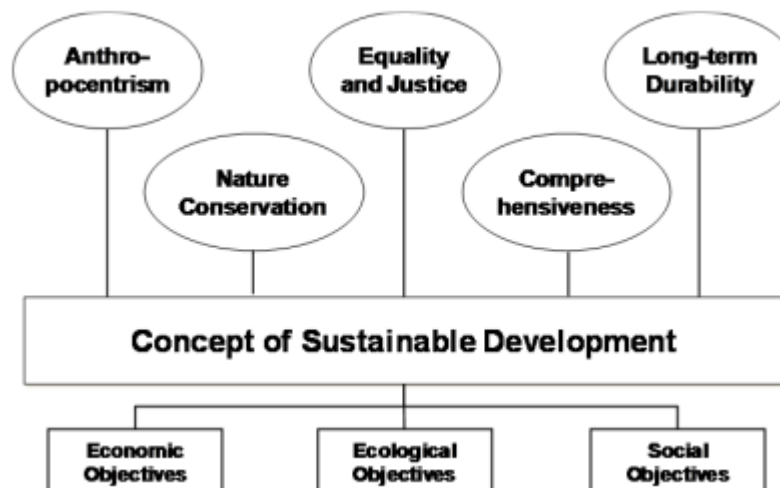 Anthro-
pocentrism
Equality
and Justice
Long-term
Durability
Nature
Conservation
Compre-
hensiveness
Concept of Sustainable Development
Economic
Objectives
Ecological
Objectives
Social
Objectives